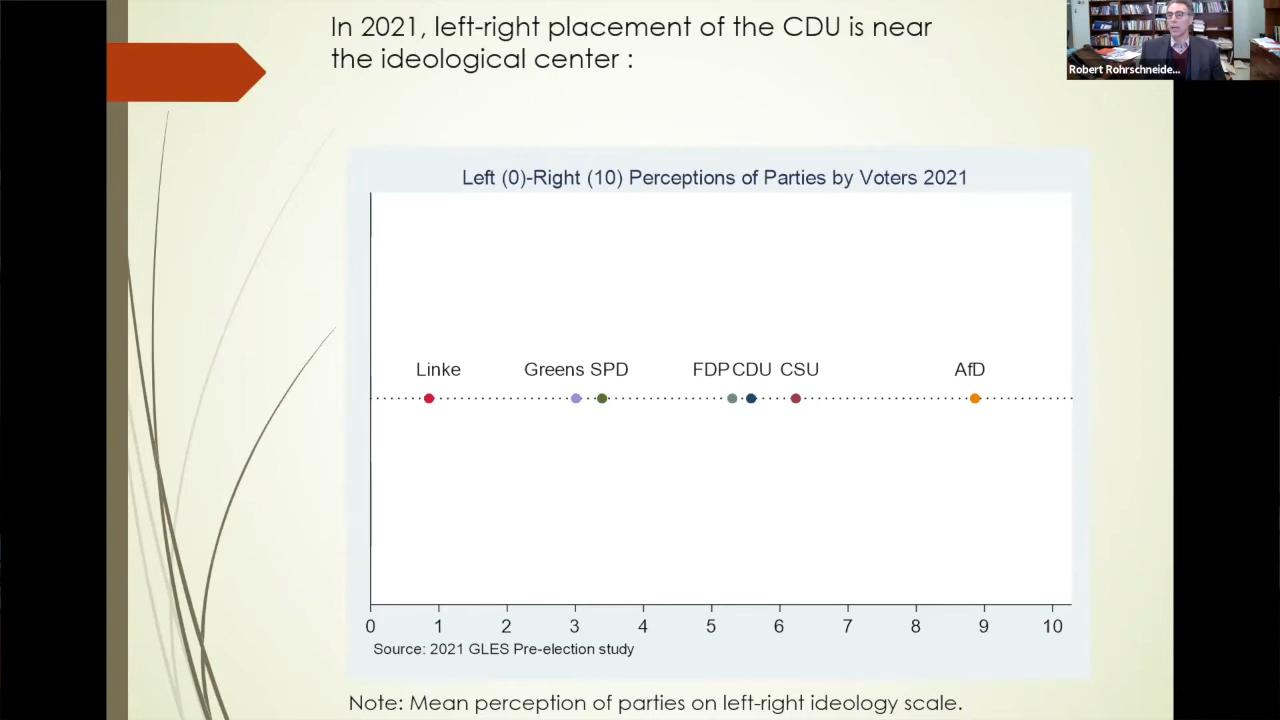 In 2021, left-right placement of the CDU is near
the ideological center :
Robert Rohrschneide...
Left (0)-Right (10) Perceptions of Parties by Voters 2021
Linke Greens SPD FDP CDU CSU AfD
0 1 2 3 4 5 6 7 8 9 10
Source: 2021 GLES Pre-election study
Note: Mean perception of parties on left-right ideology scale.